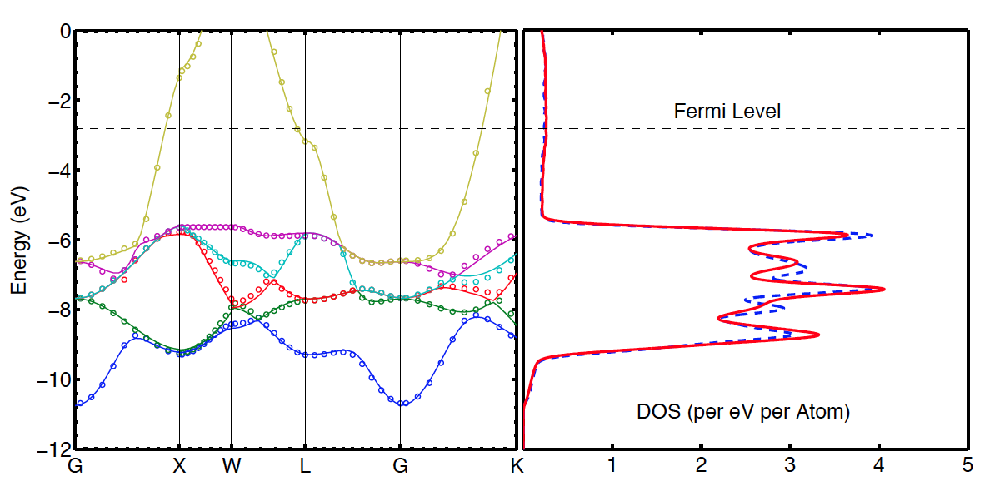 0
−2
−4
−6
−8
−10
−12
Energy (eV)
G X W L G K
Fermi Level
DOS (per eV per Atom)
1 2 3 4 5